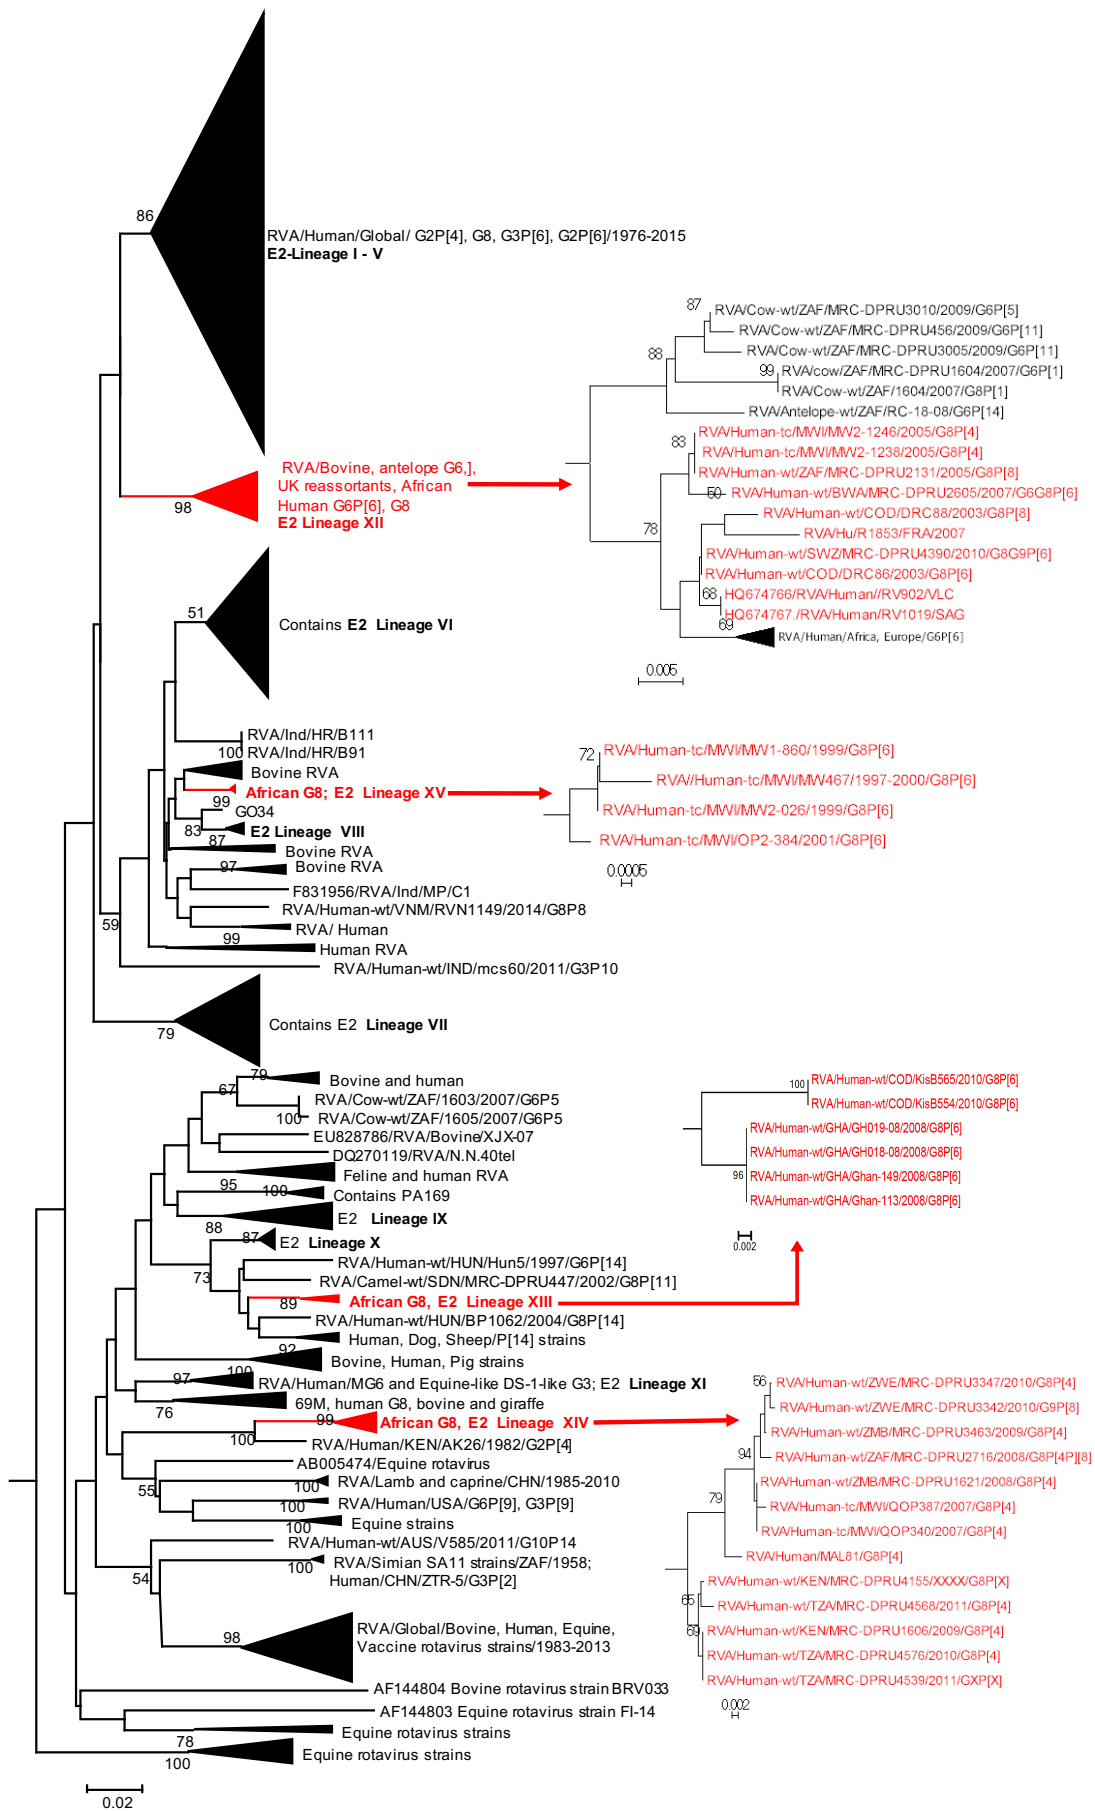 86
RVA/Human/Global/ G2P[4], G8, G3P[6], G2P[6]/1976-2015
E2-Lineage I - V
RVA/Bovine, antelope G6,],
UK reassortants, African
Human G6P[6], G8
E2 Lineage XII
98
51
Contains E2 Lineage VI
RVA/Ind/HR/B111
100
RVA/Ind/HR/B91
Bovine RVA
African G8; E2 Lineage XV
99
GO34
83
E2 Lineage VIII
87
Bovine RVA
97
Bovine RVA
F831956/RVA/Ind/MP/C1
RVA/Human-wt/VNM/RVN1149/2014/G8P8
59
RVA/ Human
99
Human RVA
RVA/Human-wt/IND/mcs60/2011/G3P10
79
Contains E2 Lineage VII
79
Bovine and human
67
RVA/Cow-wt/ZAF/1603/2007/G6P5
100
RVA/Cow-wt/ZAF/1605/2007/G6P5
EU828786/RVA/Bovine/XJX-07
DQ270119/RVA/N.N.40tel
Feline and human RVA
95
100
Contains PA169
E2 Lineage IX
88
87
E2 Lineage X
73
RVA/Human-wt/HUN/Hun5/1997/G6P[14]
RVA/Camel-wt/SDN/MRC-DPRU447/2002/G8P[11]
89
African G8, E2 Lineage XIII
RVA/Human-wt/HUN/BP1062/2004/G8P[14]
Human, Dog, Sheep/P[14] strains
92
Bovine, Human, Pig strains
100
97
RVA/Human/MG6 and Equine-like DS-1-like G3; E2 Lineage XI
76
69M, human G8, bovine and giraffe
99
African G8, E2 Lineage XIV
100
RVA/Human/KEN/AK26/1982/G2P[4]
AB005474/Equine rotavirus
55
100
RVA/Lamb and caprine/CHN/1985-2010
100
RVA/Human/USA/G6P[9], G3P[9]
100
Equine strains
RVA/Human-wt/AUS/V585/2011/G10P14
54
100
RVA/Simian SA11 strains/ZAF/1958;
Human/CHN/ZTR-5/G3P[2]
98
RVA/Global/Bovine, Human, Equine,
Vaccine rotavirus strains/1983-2013
AF144804 Bovine rotavirus strain BRV033
AF144803 Equine rotavirus strain FI-14
78
Equine rotavirus strains
100
Equine rotavirus strains
0.02
87
RVA/Cow-wt/ZAF/MRC-DPRU3010/2009/G6P[5]
RVA/Cow-wt/ZAF/MRC-DPRU456/2009/G6P[11]
88
RVA/Cow-wt/ZAF/MRC-DPRU3005/2009/G6P[11]
99
RVA/cow/ZAF/MRC-DPRU1604/2007/G6P[1]
RVA/Cow-wt/ZAF/1604/2007/G8P[1]
RVA/Antelope-wt/ZAF/RC-18-08/G6P[14]
83
RVA/Human-tc/MWI/MW2-1246/2005/G8P[4]
RVA/Human-tc/MWI/MW2-1238/2005/G8P[4]
RVA/Human-wt/ZAF/MRC-DPRU2131/2005/G8P[8]
50
RVA/Human-wt/BWA/MRC-DPRU2605/2007/G6G8P[6]
78
RVA/Human-wt/COD/DRC88/2003/G8P[8]
RVA/Hu/R1853/FRA/2007
RVA/Human-wt/SWZ/MRC-DPRU4390/2010/G8G9P[6]
RVA/Human-wt/COD/DRC86/2003/G8P[6]
68
HQ674766/RVA/Human//RV902/VLC
HQ674767./RVA/Human/RV1019/SAG
69
RVA/Human/Africa, Europe/G6P[6]
0.005
72
RVA/Human-tc/MWI/MW1-860/1999/G8P[6]
RVA//Human-tc/MWI/MW467/1997-2000/G8P[6]
RVA/Human-tc/MWI/MW2-026/1999/G8P[6]
RVA/Human-tc/MWI/OP2-384/2001/G8P[6]
0.0005
100
RVA/Human-wt/COD/KisB565/2010/G8P[6]
RVA/Human-wt/COD/KisB554/2010/G8P[6]
RVA/Human-wt/GHA/GH019-08/2008/G8P[6]
RVA/Human-wt/GHA/GH018-08/2008/G8P[6]
96
RVA/Human-wt/GHA/Ghan-149/2008/G8P[6]
RVA/Human-wt/GHA/Ghan-113/2008/G8P[6]
0.002
56
RVA/Human-wt/ZWE/MRC-DPRU3347/2010/G8P[4]
RVA/Human-wt/ZWE/MRC-DPRU3342/2010/G9P[8]
RVA/Human-wt/ZMB/MRC-DPRU3463/2009/G8P[4]
94
RVA/Human-wt/ZAF/MRC-DPRU2716/2008/G8P[4P][8]
RVA/Human-wt/ZMB/MRC-DPRU1621/2008/G8P[4]
79
RVA/Human-tc/MWI/QOP387/2007/G8P[4]
RVA/Human-tc/MWI/QOP340/2007/G8P[4]
RVA/Human/MAL81/G8P[4]
RVA/Human-wt/KEN/MRC-DPRU4155/XXXX/G8P[X]
65
RVA/Human-wt/TZA/MRC-DPRU4568/2011/G8P[4]
69
RVA/Human-wt/KEN/MRC-DPRU1606/2009/G8P[4]
RVA/Human-wt/TZA/MRC-DPRU4576/2010/G8P[4]
RVA/Human-wt/TZA/MRC-DPRU4539/2011/GXP[X]
0.002